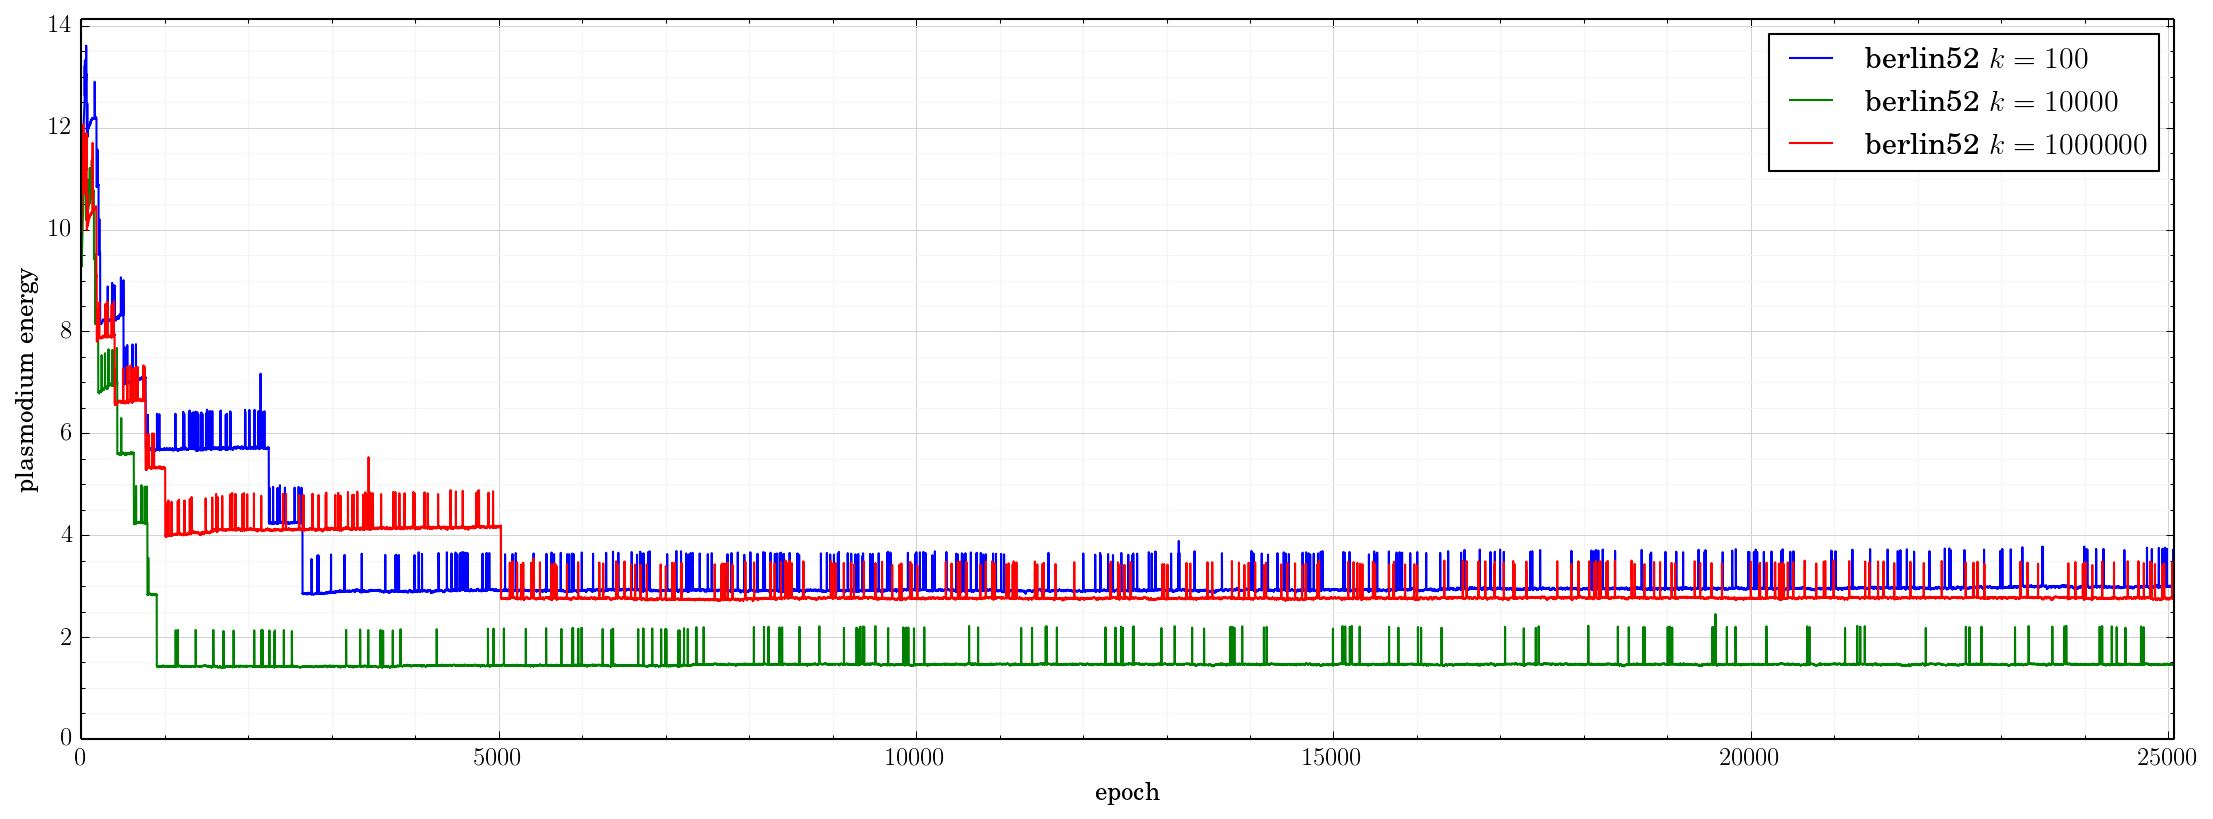 14
12
10
8
6
4
2
0
plasmodium energy
berlin52 k = 100
berlin52 k = 10000
berlin52 k = 1000000
0 5000 10000 15000 20000 25000
epoch